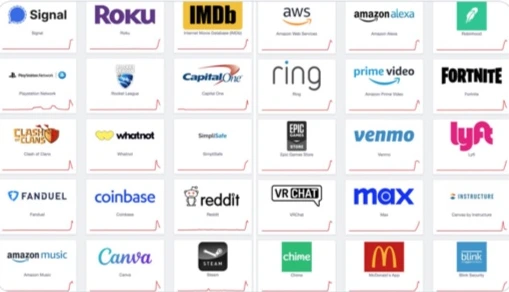 Signal
Signal
ROKU
Roku
IMDb
Internet Movie Database (IMDb)
aws
Amazon Web Services
amazon alexa
Amazon Alexa
Robinhood
PlayStation Network
Playstation Network
ROCKET LEAGUE
Rocket League
Capital One
Capital One
ring
Ring
prime video
Amazon Prime Video
FORTNITE
Fortnite
CLASH OF CLANS
Clash of Clans
whatnot
Whatnot
SimpliSafe
SimpliSafe
EPIC GAMES STORE
Epic Games Store
venmo
Venmo
lyft
Lyft
FANDUEL
Fanduel
coinbase
Coinbase
reddit
Reddit
VRCHAT
VRChat
max
Max
INSTRUCTURE
Canvas by Instructure
amazon music
Amazon Music
Canva
Canva
STEAM
Steam
chime
Chime
McDonald's App
blink
Blink Security